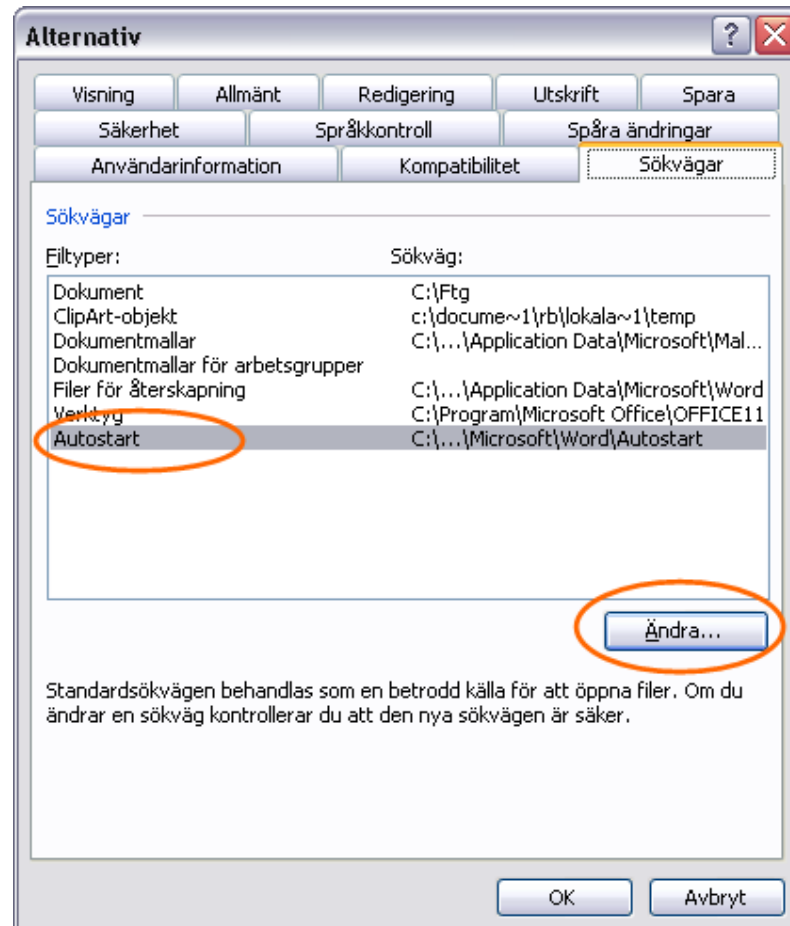 Alternativ
Visning Allmänt Redigering Utskrift Spara
Säkerhet Språkkontroll Spåra ändringar
Användarinformation Kompatibilitet Sökvägar
Sökvägar
Filtyper: Sökväg:
Dokument C:\Ftg
ClipArt-objekt c:\docume~1\rb\lokala~1\temp
Dokumentmallar C:\...\Application Data\Microsoft\Mal...
Dokumentmallar för arbetsgrupper
Filer för återskapning C:\...\Application Data\Microsoft\Word
Verktyg C:\Program\Microsoft Office\OFFICE11
Autostart C:\...\Microsoft\Word\Autostart
Ändra...
Standardsökvägen behandlas som en betrodd källa för att öppna filer. Om du
ändrar en sökväg kontrollerar du att den nya sökvägen är säker.
OK Avbryt